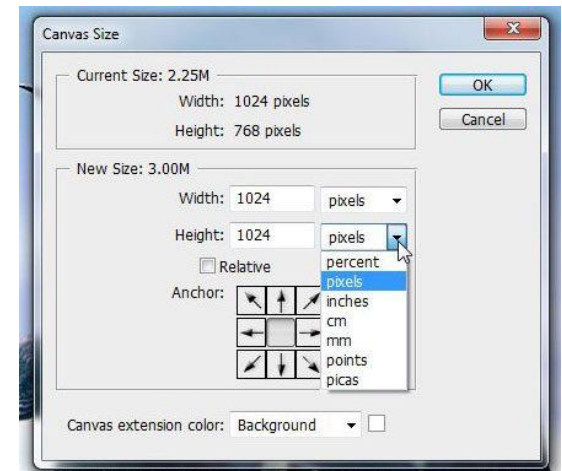 Canvas Size
Current Size: 2.25M
Width: 1024 pixels
Height: 768 pixels
OK
Cancel
New Size: 3.00M
Width: 1024 pixels
Height: 1024 pixels
Relative
Anchor:
percent
pixels
inches
cm
mm
points
picas
Canvas extension color: Background